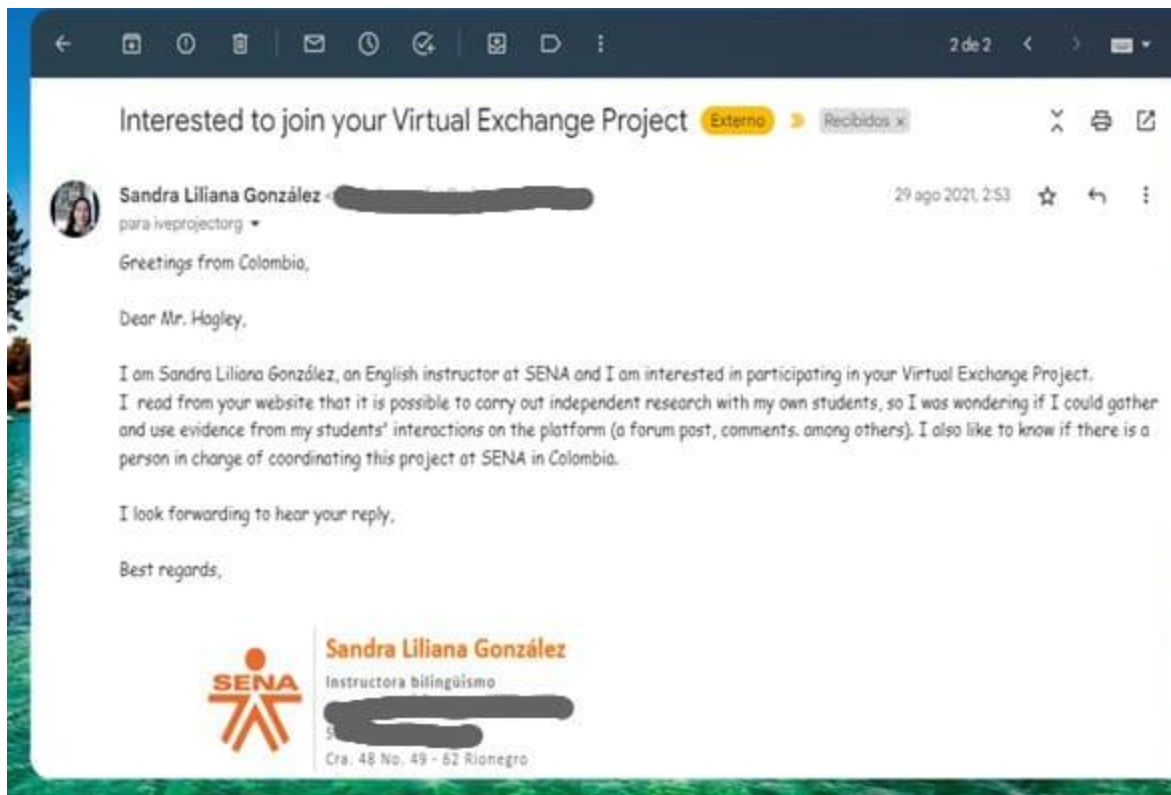 2 de 2
Interested to join your Virtual Exchange Project Externo Recibidos x
Sandra Liliana González
29 ago 2021, 2:53
para iveprojectorg
Greetings from Colombia,
Dear Mr. Hagley,
I am Sandra Liliana González, an English instructor at SENA and I am interested in participating in your Virtual Exchange Project.
I read from your website that it is possible to carry out independent research with my own students, so I was wondering if I could gather
and use evidence from my students' interactions on the platform (a forum post, comments. among others). I also like to know if there is a
person in charge of coordinating this project at SENA in Colombia.
I look forwarding to hear your reply,
Best regards,
SENA
Sandra Liliana González
Instructora bilingüismo
Cra. 48 No. 49 - 62 Rionegro